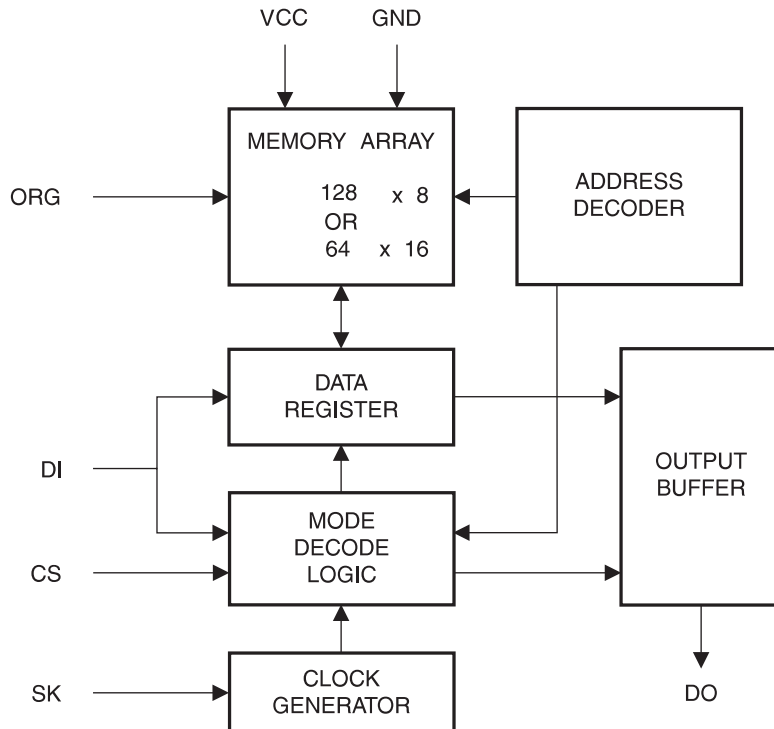 VCC GND
MEMORY ARRAY
128 x 8
OR
64 x 16
ORG
ADDRESS
DECODER
DATA
REGISTER
DI
OUTPUT
BUFFER
MODE
DECODE
LOGIC
CS
CLOCK
GENERATOR
SK
DO